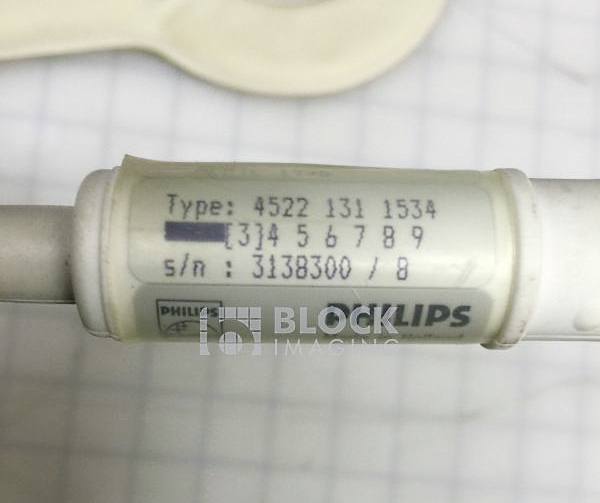 Type: 4522 131 1534
[3]4 5 6 7 8 9
s/n : 3138300 / 8
PHILIPS
PHILIPS
BLOCK
IMAGING